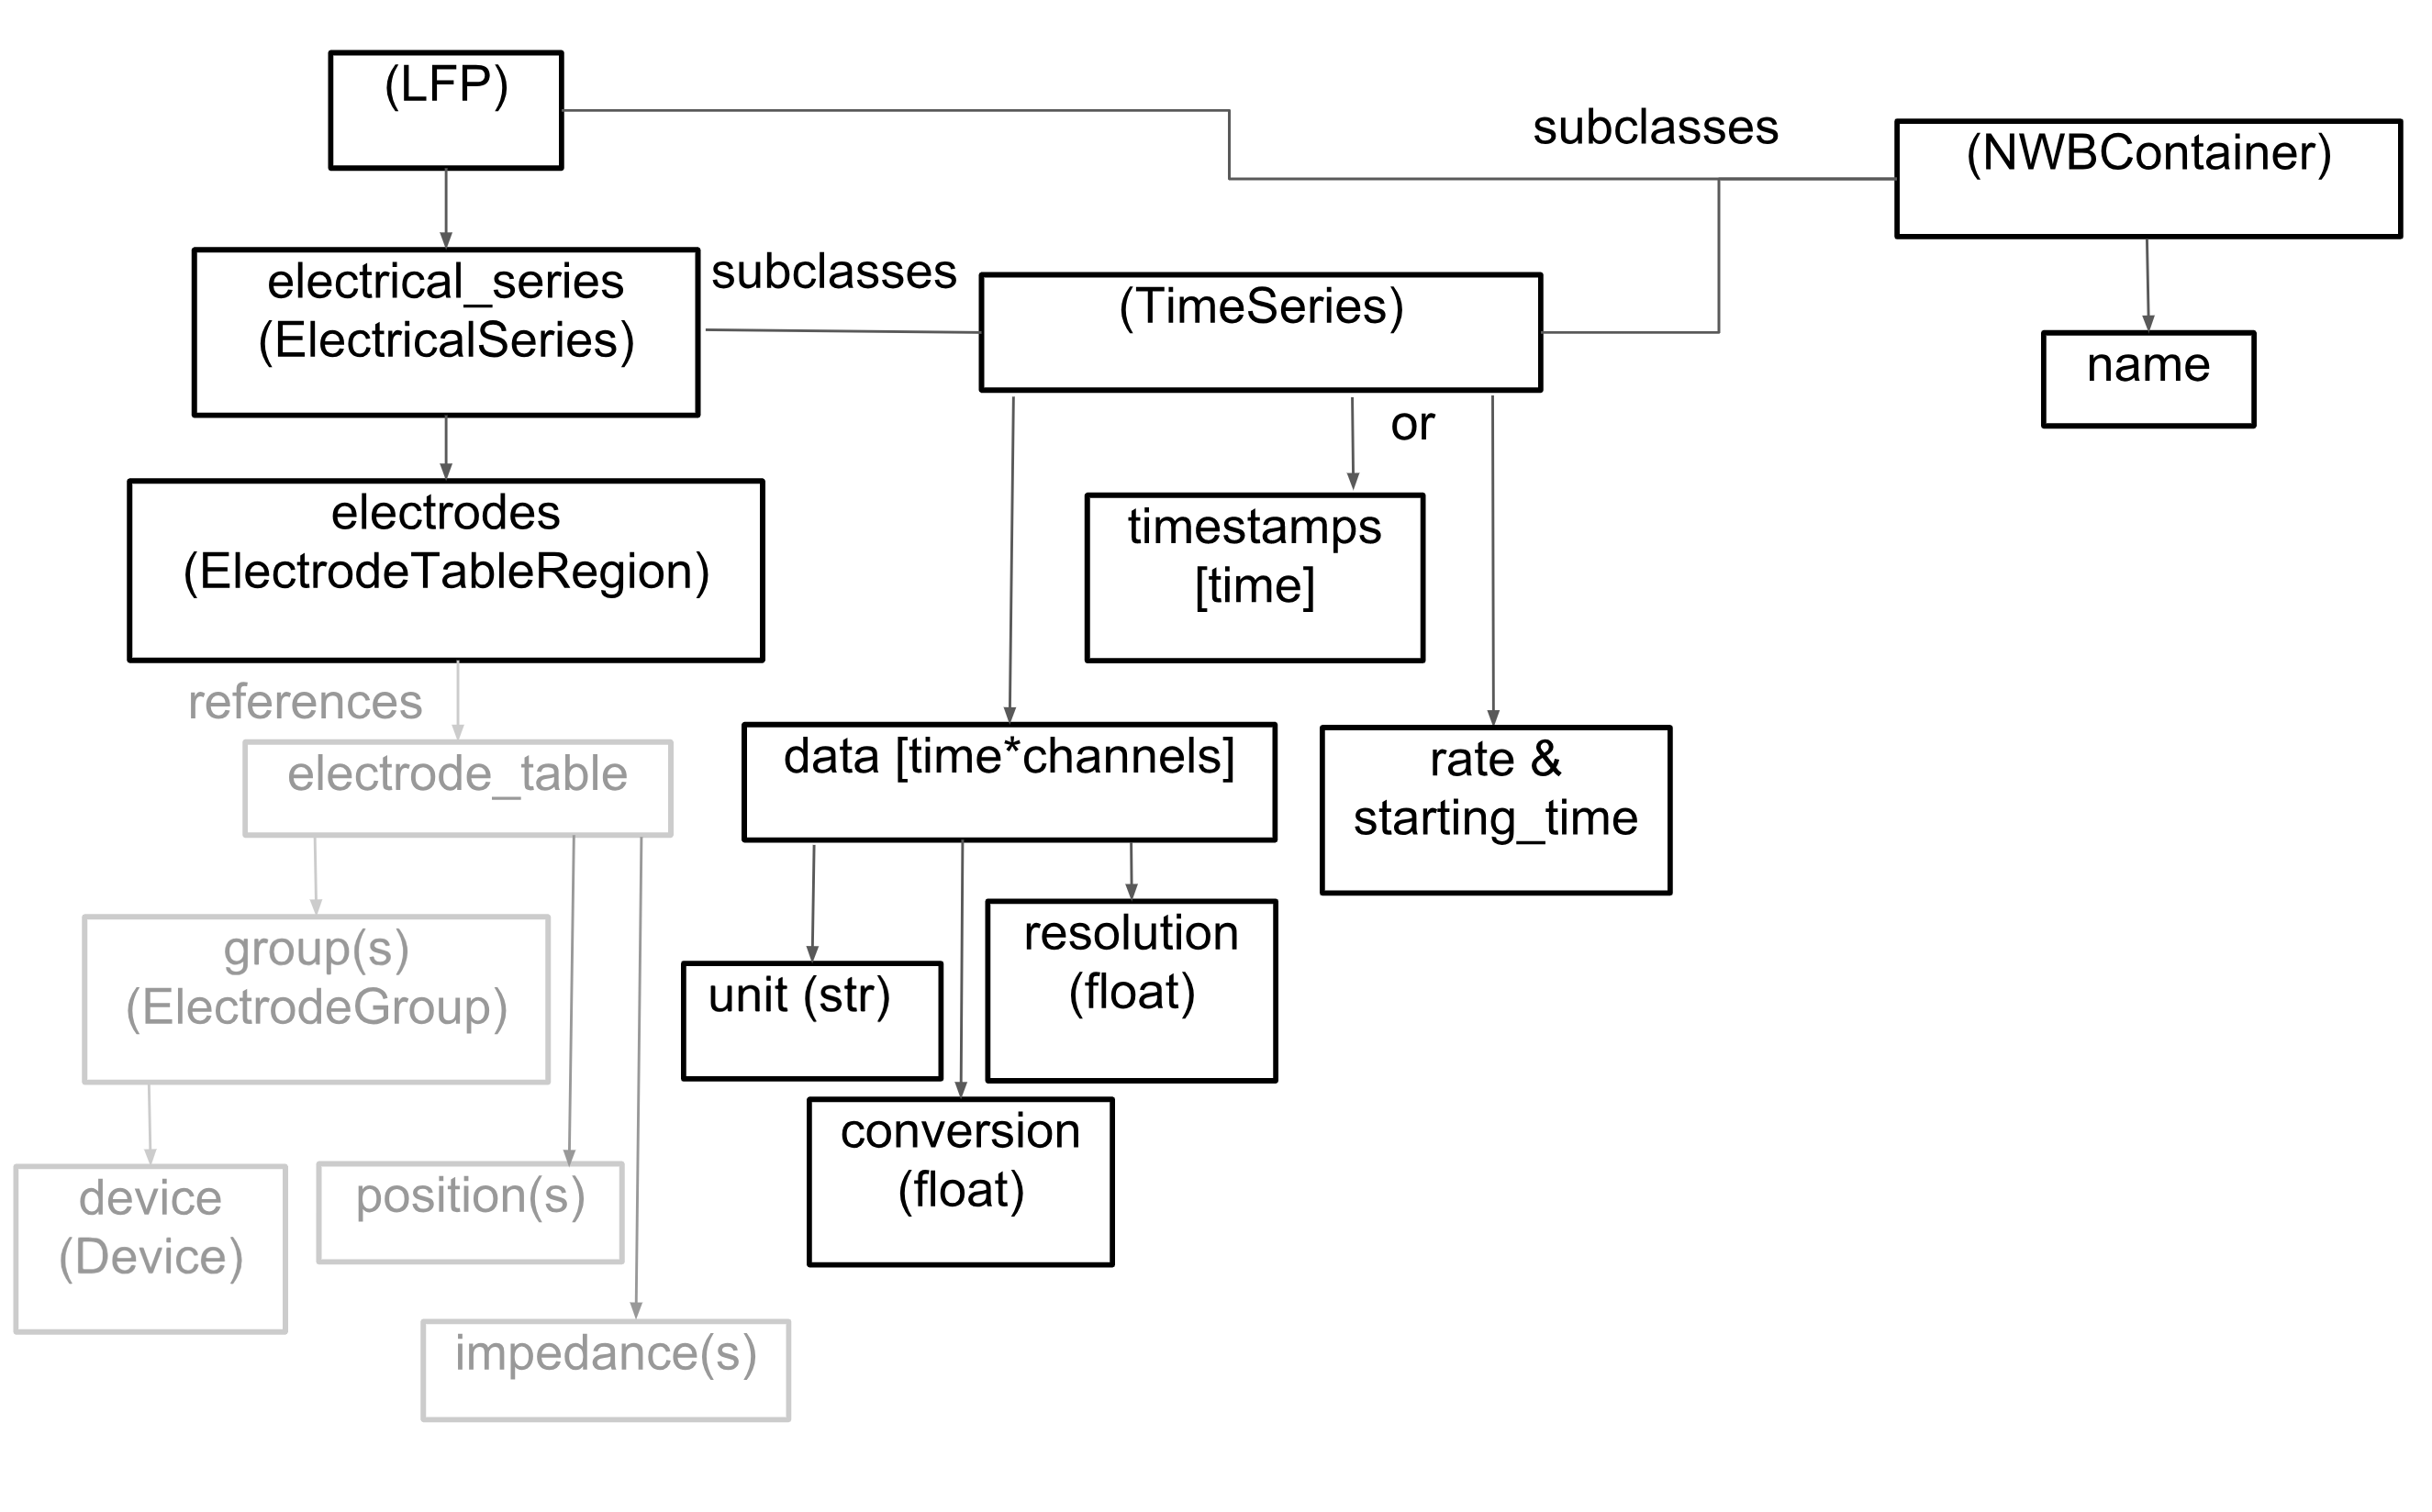 (LFP)
subclasses
(NWBContainer)
electrical_series
(ElectricalSeries)
subclasses
(TimeSeries)
name
or
electrodes
(ElectrodeTableRegion)
timestamps
[time]
references
electrode_table
data [time*channels]
rate &
starting_time
group(s)
(ElectrodeGroup)
unit (str)
resolution
(float)
conversion
(float)
device
(Device)
position(s)
impedance(s)